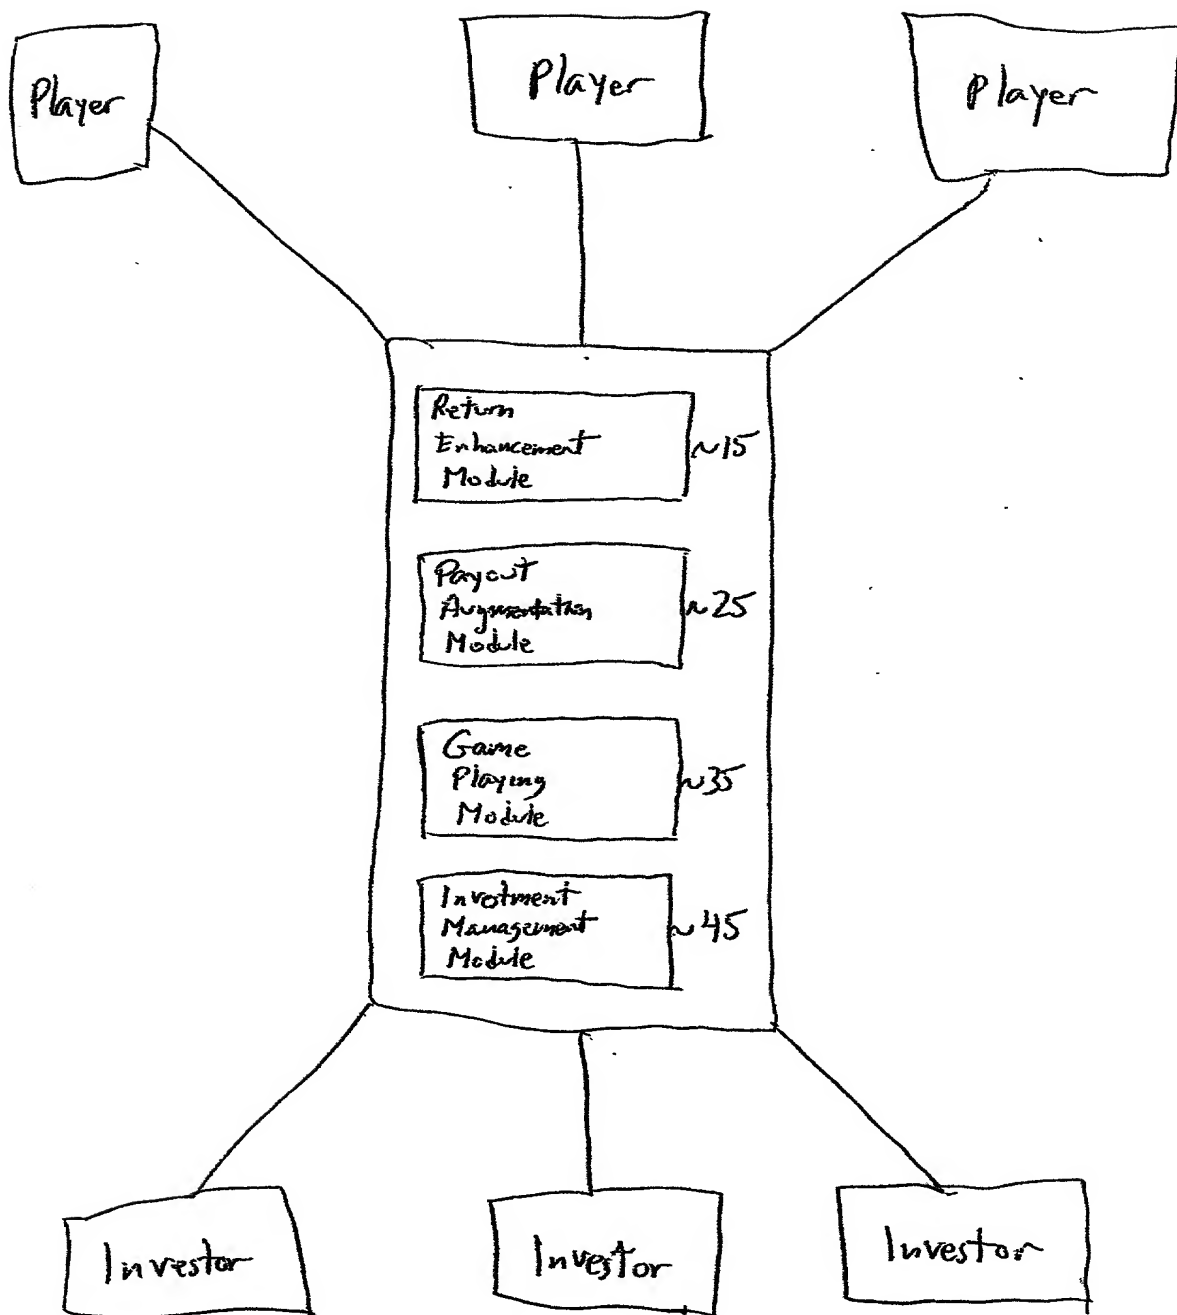 Player
Player
Player
Return
Enhancement
Module
~15
Payout
Augmentation
Module
~25
Game
Playing
Module
~35
Investment
Management
Module
~45
Investor
Investor
Investor